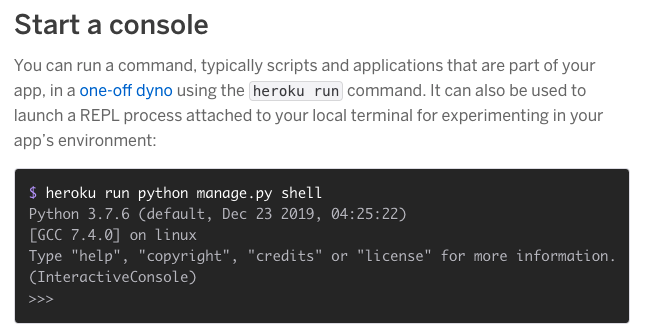 Start a console
You can run a command, typically scripts and applications that are part of your
app, in a one-off dyno using the heroku run command. It can also be used to
launch a REPL process attached to your local terminal for experimenting in your
app’s environment:
$ heroku run python manage.py shell
Python 3.7.6 (default, Dec 23 2019, 04:25:22)
[GCC 7.4.0] on linux
Type "help", "copyright", "credits" or "license" for more information.
(InteractiveConsole)
>>>